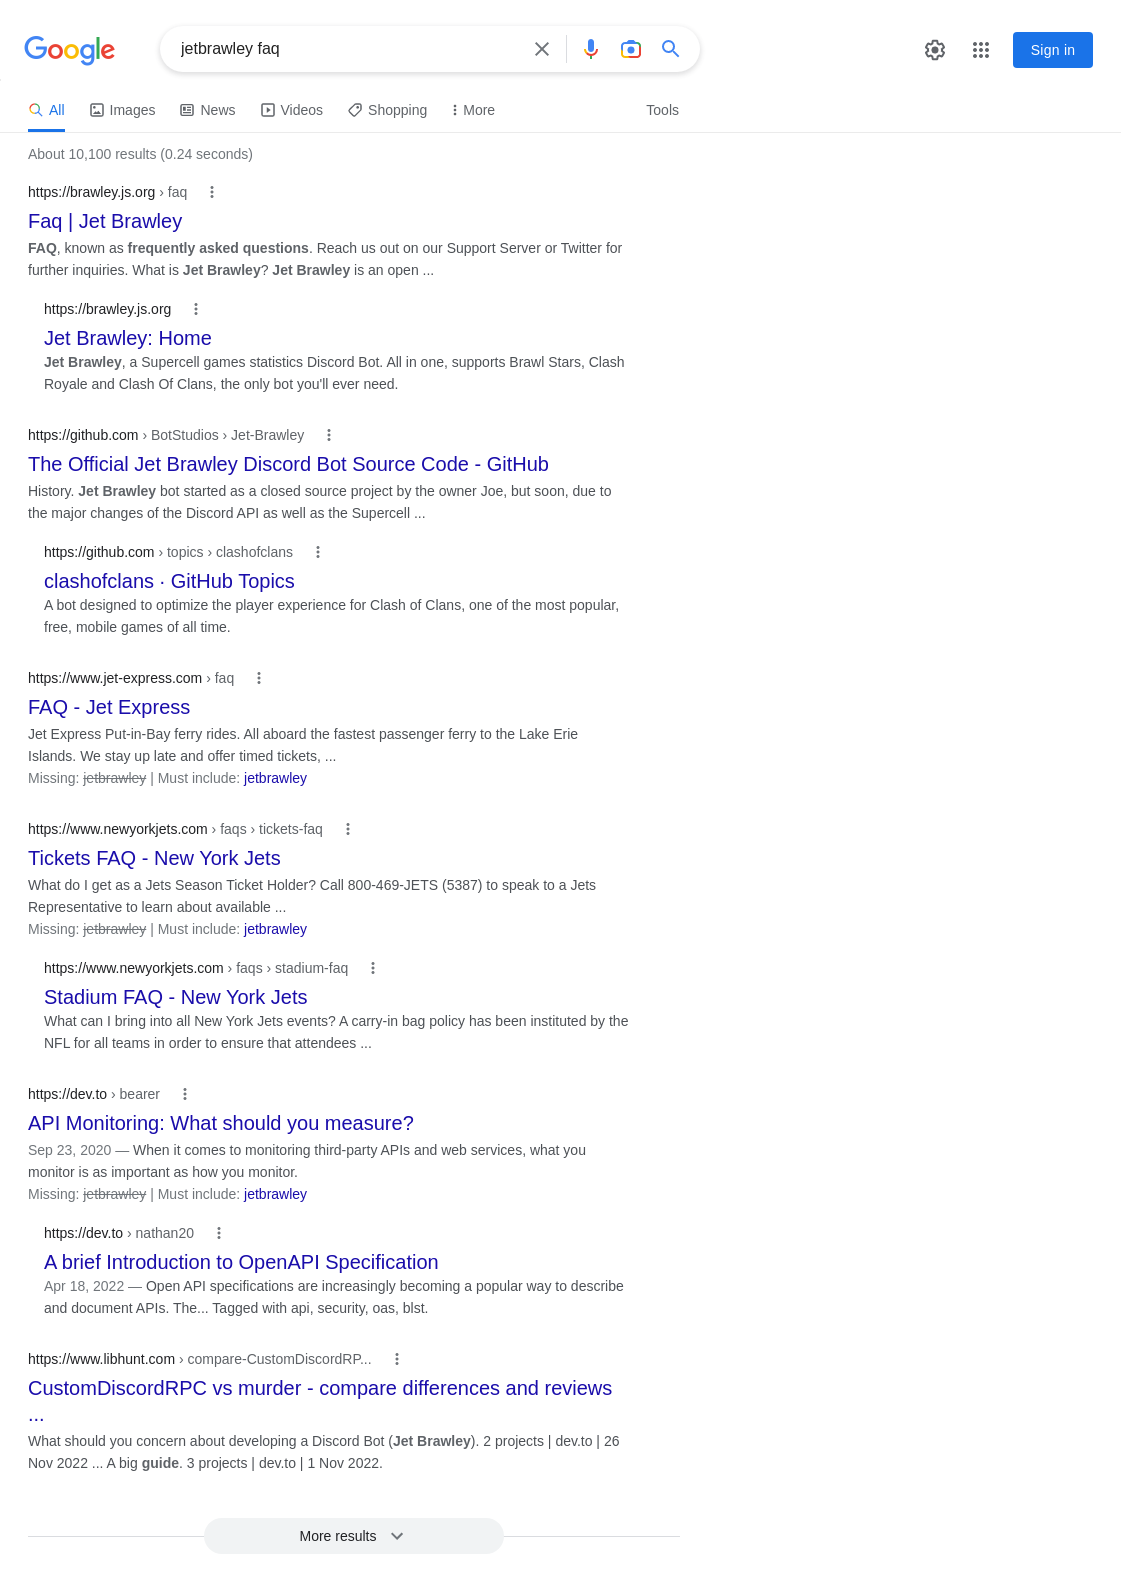 Google
jetbrawley faq
Sign in
All
Images
News
Videos
Shopping
More
Tools
About 10,100 results (0.24 seconds)
https://brawley.js.org › faq
Faq | Jet Brawley
FAQ, known as frequently asked questions. Reach us out on our Support Server or Twitter for
further inquiries. What is Jet Brawley? Jet Brawley is an open ...
https://brawley.js.org
Jet Brawley: Home
Jet Brawley, a Supercell games statistics Discord Bot. All in one, supports Brawl Stars, Clash
Royale and Clash Of Clans, the only bot you'll ever need.
https://github.com › BotStudios › Jet-Brawley
The Official Jet Brawley Discord Bot Source Code - GitHub
History. Jet Brawley bot started as a closed source project by the owner Joe, but soon, due to
the major changes of the Discord API as well as the Supercell ...
https://github.com › topics › clashofclans
clashofclans · GitHub Topics
A bot designed to optimize the player experience for Clash of Clans, one of the most popular,
free, mobile games of all time.
https://www.jet-express.com › faq
FAQ - Jet Express
Jet Express Put-in-Bay ferry rides. All aboard the fastest passenger ferry to the Lake Erie
Islands. We stay up late and offer timed tickets, ...
Missing: jetbrawley | Must include: jetbrawley
https://www.newyorkjets.com › faqs › tickets-faq
Tickets FAQ - New York Jets
What do I get as a Jets Season Ticket Holder? Call 800-469-JETS (5387) to speak to a Jets
Representative to learn about available ...
Missing: jetbrawley | Must include: jetbrawley
https://www.newyorkjets.com › faqs › stadium-faq
Stadium FAQ - New York Jets
What can I bring into all New York Jets events? A carry-in bag policy has been instituted by the
NFL for all teams in order to ensure that attendees ...
https://dev.to › bearer
API Monitoring: What should you measure?
Sep 23, 2020 — When it comes to monitoring third-party APIs and web services, what you
monitor is as important as how you monitor.
Missing: jetbrawley | Must include: jetbrawley
https://dev.to › nathan20
A brief Introduction to OpenAPI Specification
Apr 18, 2022 — Open API specifications are increasingly becoming a popular way to describe
and document APIs. The... Tagged with api, security, oas, blst.
https://www.libhunt.com › compare-CustomDiscordRP...
CustomDiscordRPC vs murder - compare differences and reviews
...
What should you concern about developing a Discord Bot (Jet Brawley). 2 projects | dev.to | 26
Nov 2022 ... A big guide. 3 projects | dev.to | 1 Nov 2022.
More results